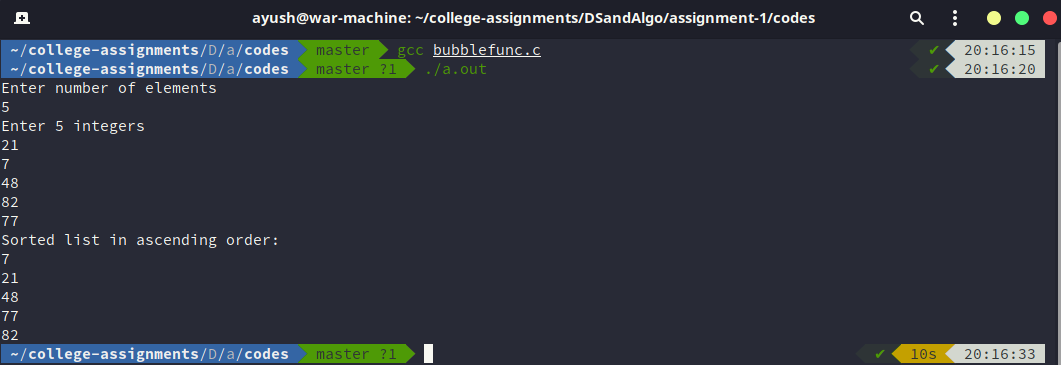 ayush@war-machine: ~/college-assignments/DSandAlgo/assignment-1/codes
~/college-assignments/D/a/codes master gcc bubblefunc.c ✔ 20:16:15
~/college-assignments/D/a/codes master ?1 ./a.out ✔ 20:16:20
Enter number of elements
5
Enter 5 integers
21
7
48
82
77
Sorted list in ascending order:
7
21
48
77
82
~/college-assignments/D/a/codes master ?1 ✔ 10s 20:16:33